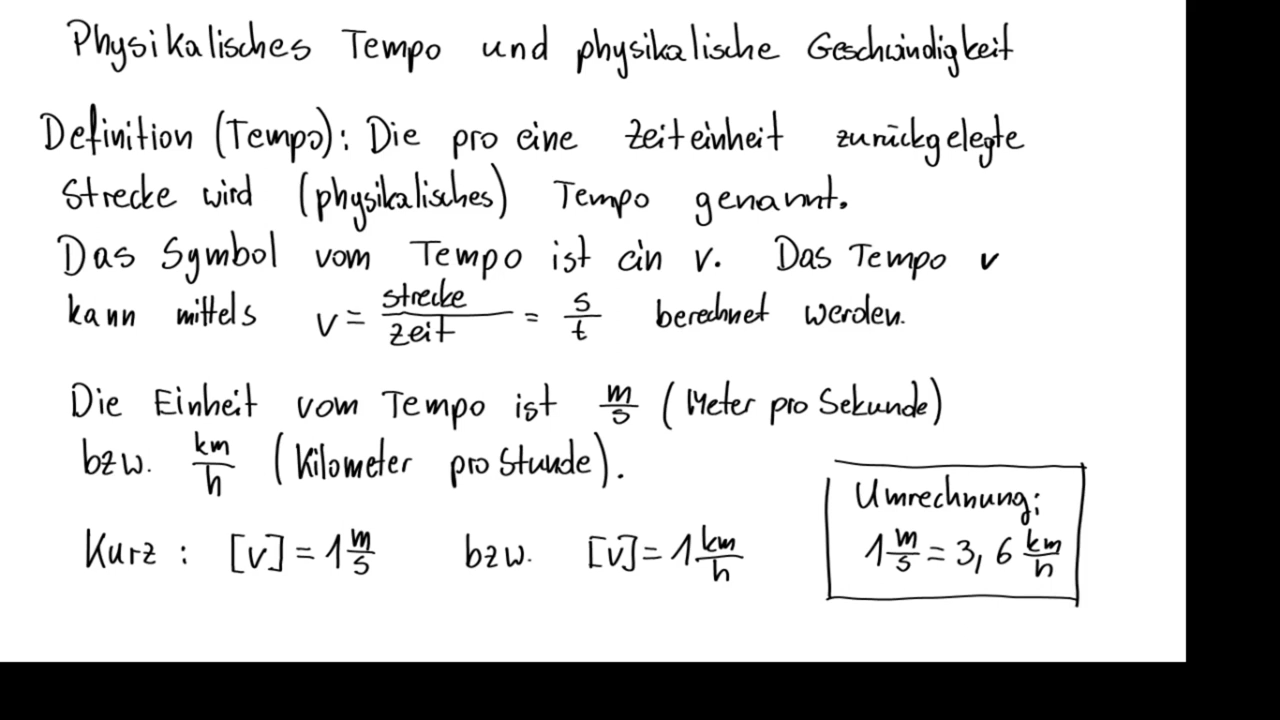 Physikalisches Tempo und physikalische Geschwindigkeit
Definition (Tempo): Die pro eine Zeiteinheit zurückgelegte
Strecke wird (physikalisches) Tempo genannt.
Das Symbol vom Tempo ist ein v. Das Tempo v
kann mittels v = strecke/zeit = s/t berechnet werden.
Die Einheit vom Tempo ist m/s (Meter pro Sekunde)
bzw. km/h (Kilometer pro Stunde).
Kurz: [v] = 1 m/s bzw. [v] = 1 km/h
Umrechnung:
1 m/s = 3,6 km/h